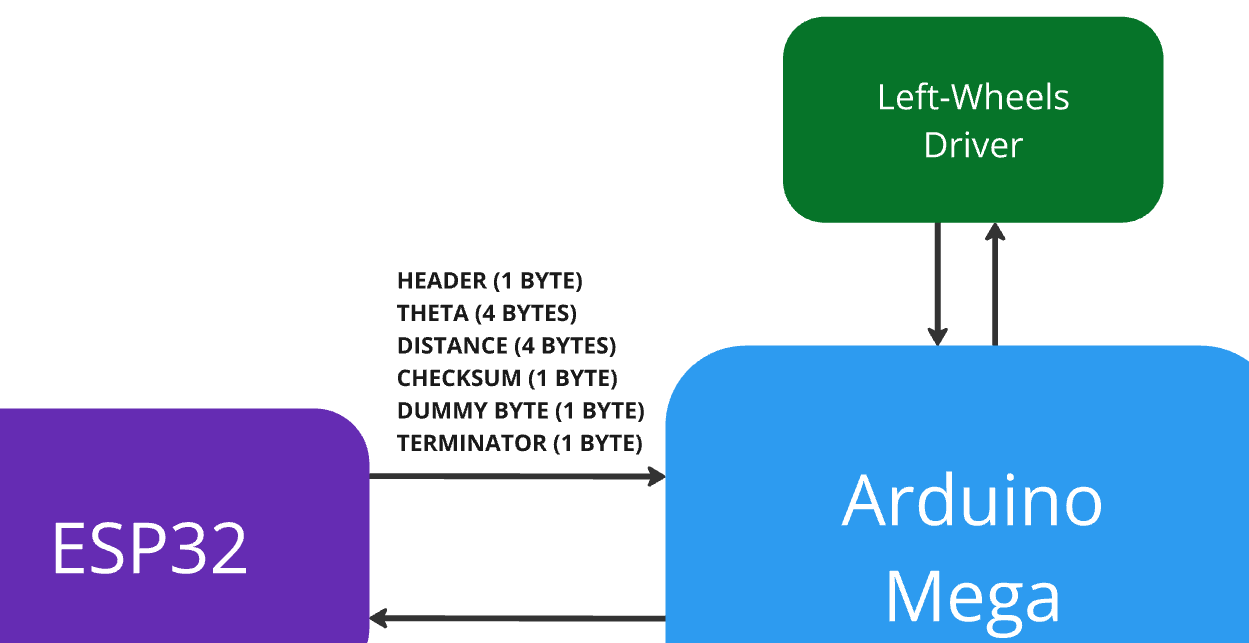 Left-Wheels
Driver
HEADER (1 BYTE)
THETA (4 BYTES)
DISTANCE (4 BYTES)
CHECKSUM (1 BYTE)
DUMMY BYTE (1 BYTE)
TERMINATOR (1 BYTE)
ESP32
Arduino
Mega